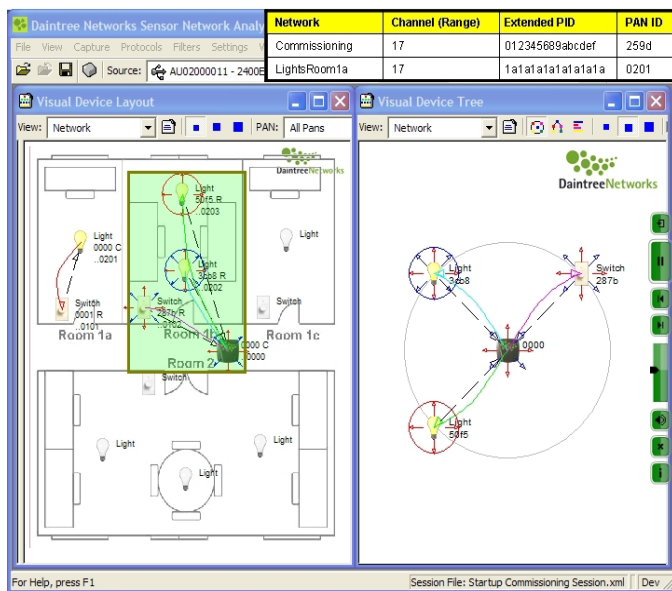 Daintree Networks Sensor Network Analy
Network Channel (Range) Extended PID PAN ID
Commissioning 17 012345689abcdef 259d
LightsRoom1a 17 1a1a1a1a1a1a1a1a 0201
File View Capture Protocols Filters Settings
Source: AU02000011 - 2400E
Visual Device Layout
View: Network PAN: All Pans
DaintreeNetworks
Light
50f5 R
..0203
Light
0000 C
..0201
Light
Light
3cb8 R
..0202
Switch
0001 R
..0101
Switch
287b R
..0102
Switch
Room 1a
Room 1b
Room 1c
0000 C
0000
Room 2
Switch
Light
Light
Light
Visual Device Tree
View: Network
DaintreeNetworks
Light
3cb8
Switch
287b
0000
Light
50f5
For Help, press F1
Session File: Startup Commissioning Session.xml
Dev